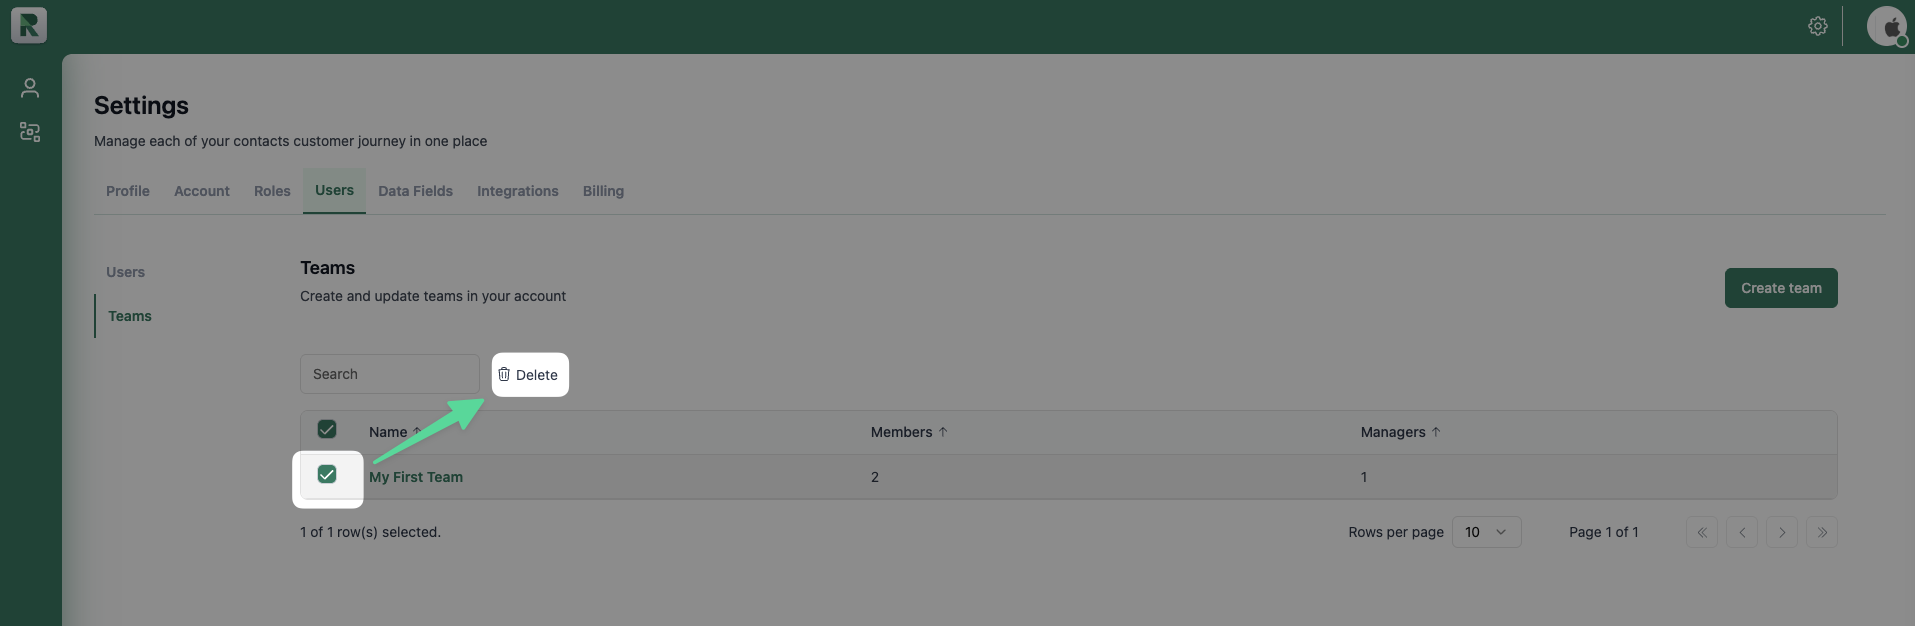 R
Settings
Manage each of your contacts customer journey in one place
Profile Account Roles Users Data Fields Integrations Billing
Users
Teams
Teams
Create and update teams in your account
Create team
Search
Delete
Name ↑ Members ↑ Managers ↑
My First Team 2 1
1 of 1 row(s) selected.
Rows per page 10 Page 1 of 1